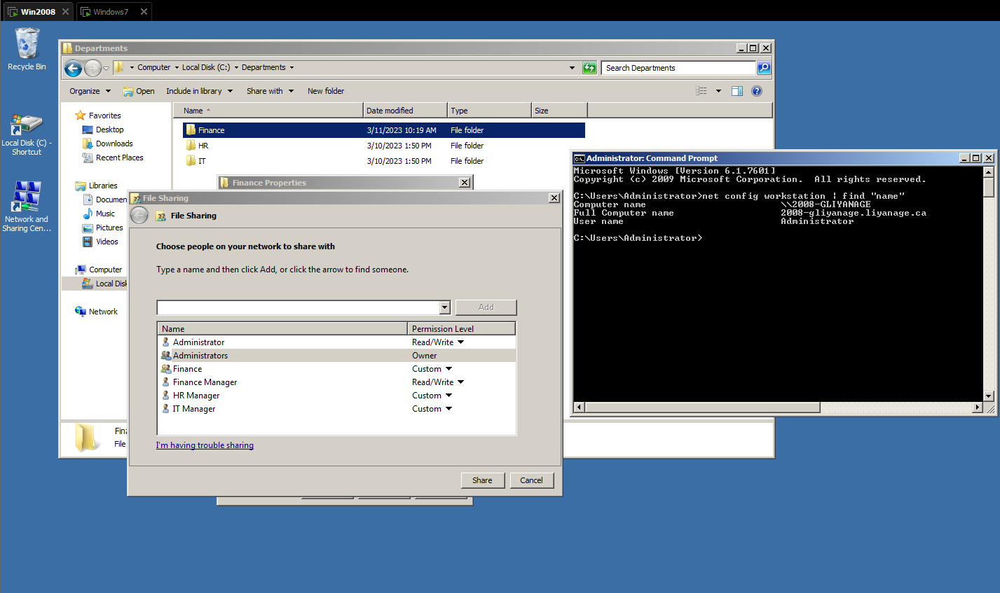 Win2008
Windows7
Recycle Bin
Local Disk (C) - Shortcut
Network and Sharing Cen...
Departments
Computer Local Disk (C:) Departments
Search Departments
Organize Open Include in library Share with New folder
Favorites
Desktop
Downloads
Recent Places
Libraries
Documen
Music
Pictures
Videos
Computer
Local Disk
Network
Name Date modified Type Size
Finance 3/11/2023 10:19 AM File folder
HR 3/10/2023 1:50 PM File folder
IT 3/10/2023 1:50 PM File folder
Fina
File
Finance Properties
File Sharing
File Sharing
Choose people on your network to share with
Type a name and then click Add, or click the arrow to find someone.
Add
Name Permission Level
Administrator Read/Write
Administrators Owner
Finance Custom
Finance Manager Read/Write
HR Manager Custom
IT Manager Custom
I'm having trouble sharing
Share Cancel
Administrator: Command Prompt
Microsoft Windows [Version 6.1.7601]
Copyright (c) 2009 Microsoft Corporation. All rights reserved.
C:\Users\Administrator>net config workstation | find "name"
Computer name \\2008-GLIYANAGE
Full Computer name 2008-gliyanage.liyanage.ca
User name Administrator
C:\Users\Administrator>